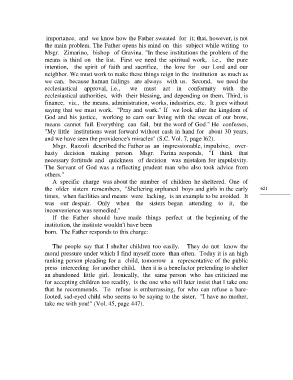 importance, and we know how the Father sweated for it; that, however, is not
the main problem. The Father opens his mind on this subject while writing to
Msgr. Zinnarino, bishop of Gravina, "In these institutions the problem of the
means is third on the list. First we need the spiritual work, i.e., the pure
intention, the spirit of faith and sacrifice, the love for our Lord and our
neighbor. We must work to make these things reign in the institution as much as
we can, because human failings are always with us. Second, we need the
ecclesiastical approval, i.e., we must act in conformity with the
ecclesiastical authorities, with their blessing, and depending on them. Third, is
finance, viz., the means, administration, works, industries, etc. It goes without
saying that we must work. "Pray and work." If we look after the kingdom of
God and his justice, working to earn our living with the sweat of our brow,
means cannot fail. Everything can fail, but the word of God." He confesses,
"My little institutions went forward without cash in hand for about 30 years,
and we have seen the providence's miracles" (S.C. Vol. 7, page 162).
Msgr. Razzoli described the Father as an impressionable, impulsive, over-
hasty decision making person. Msgr. Farina responds, "I think that
necessary fortitude and quickness of decision was mistaken for impulsivity.
The Servant of God was a reflecting prudent man who also took advice from
others."
A specific charge was about the number of children he sheltered. One of
the older sisters remembers, "Sheltering orphaned boys and girls in the early
times, when facilities and means were lacking, is an example to be avoided. It
was our despair. Only when the sisters began attending to it, the
inconvenience was remedied."
If the Father should have made things perfect at the beginning of the
institution, the institute wouldn't have been
born. The Father responds to this charge:
621
The people say that I shelter children too easily. They do not know the
moral pressure under which I find myself more than often. Today it is an high
ranking person pleading for a child, tomorrow a representative of the public
press interceding for another child, then it is a benefactor pretending to shelter
an abandoned little girl. Ironically, the same person who has criticized me
for accepting children too readily, is the one who will later insist that I take one
that he recommends. To refuse is embarrassing, for who can refuse a bare-
footed, sad-eyed child who seems to be saying to the sister, "I have no mother,
take me with you!" (Vol. 45, page 447).